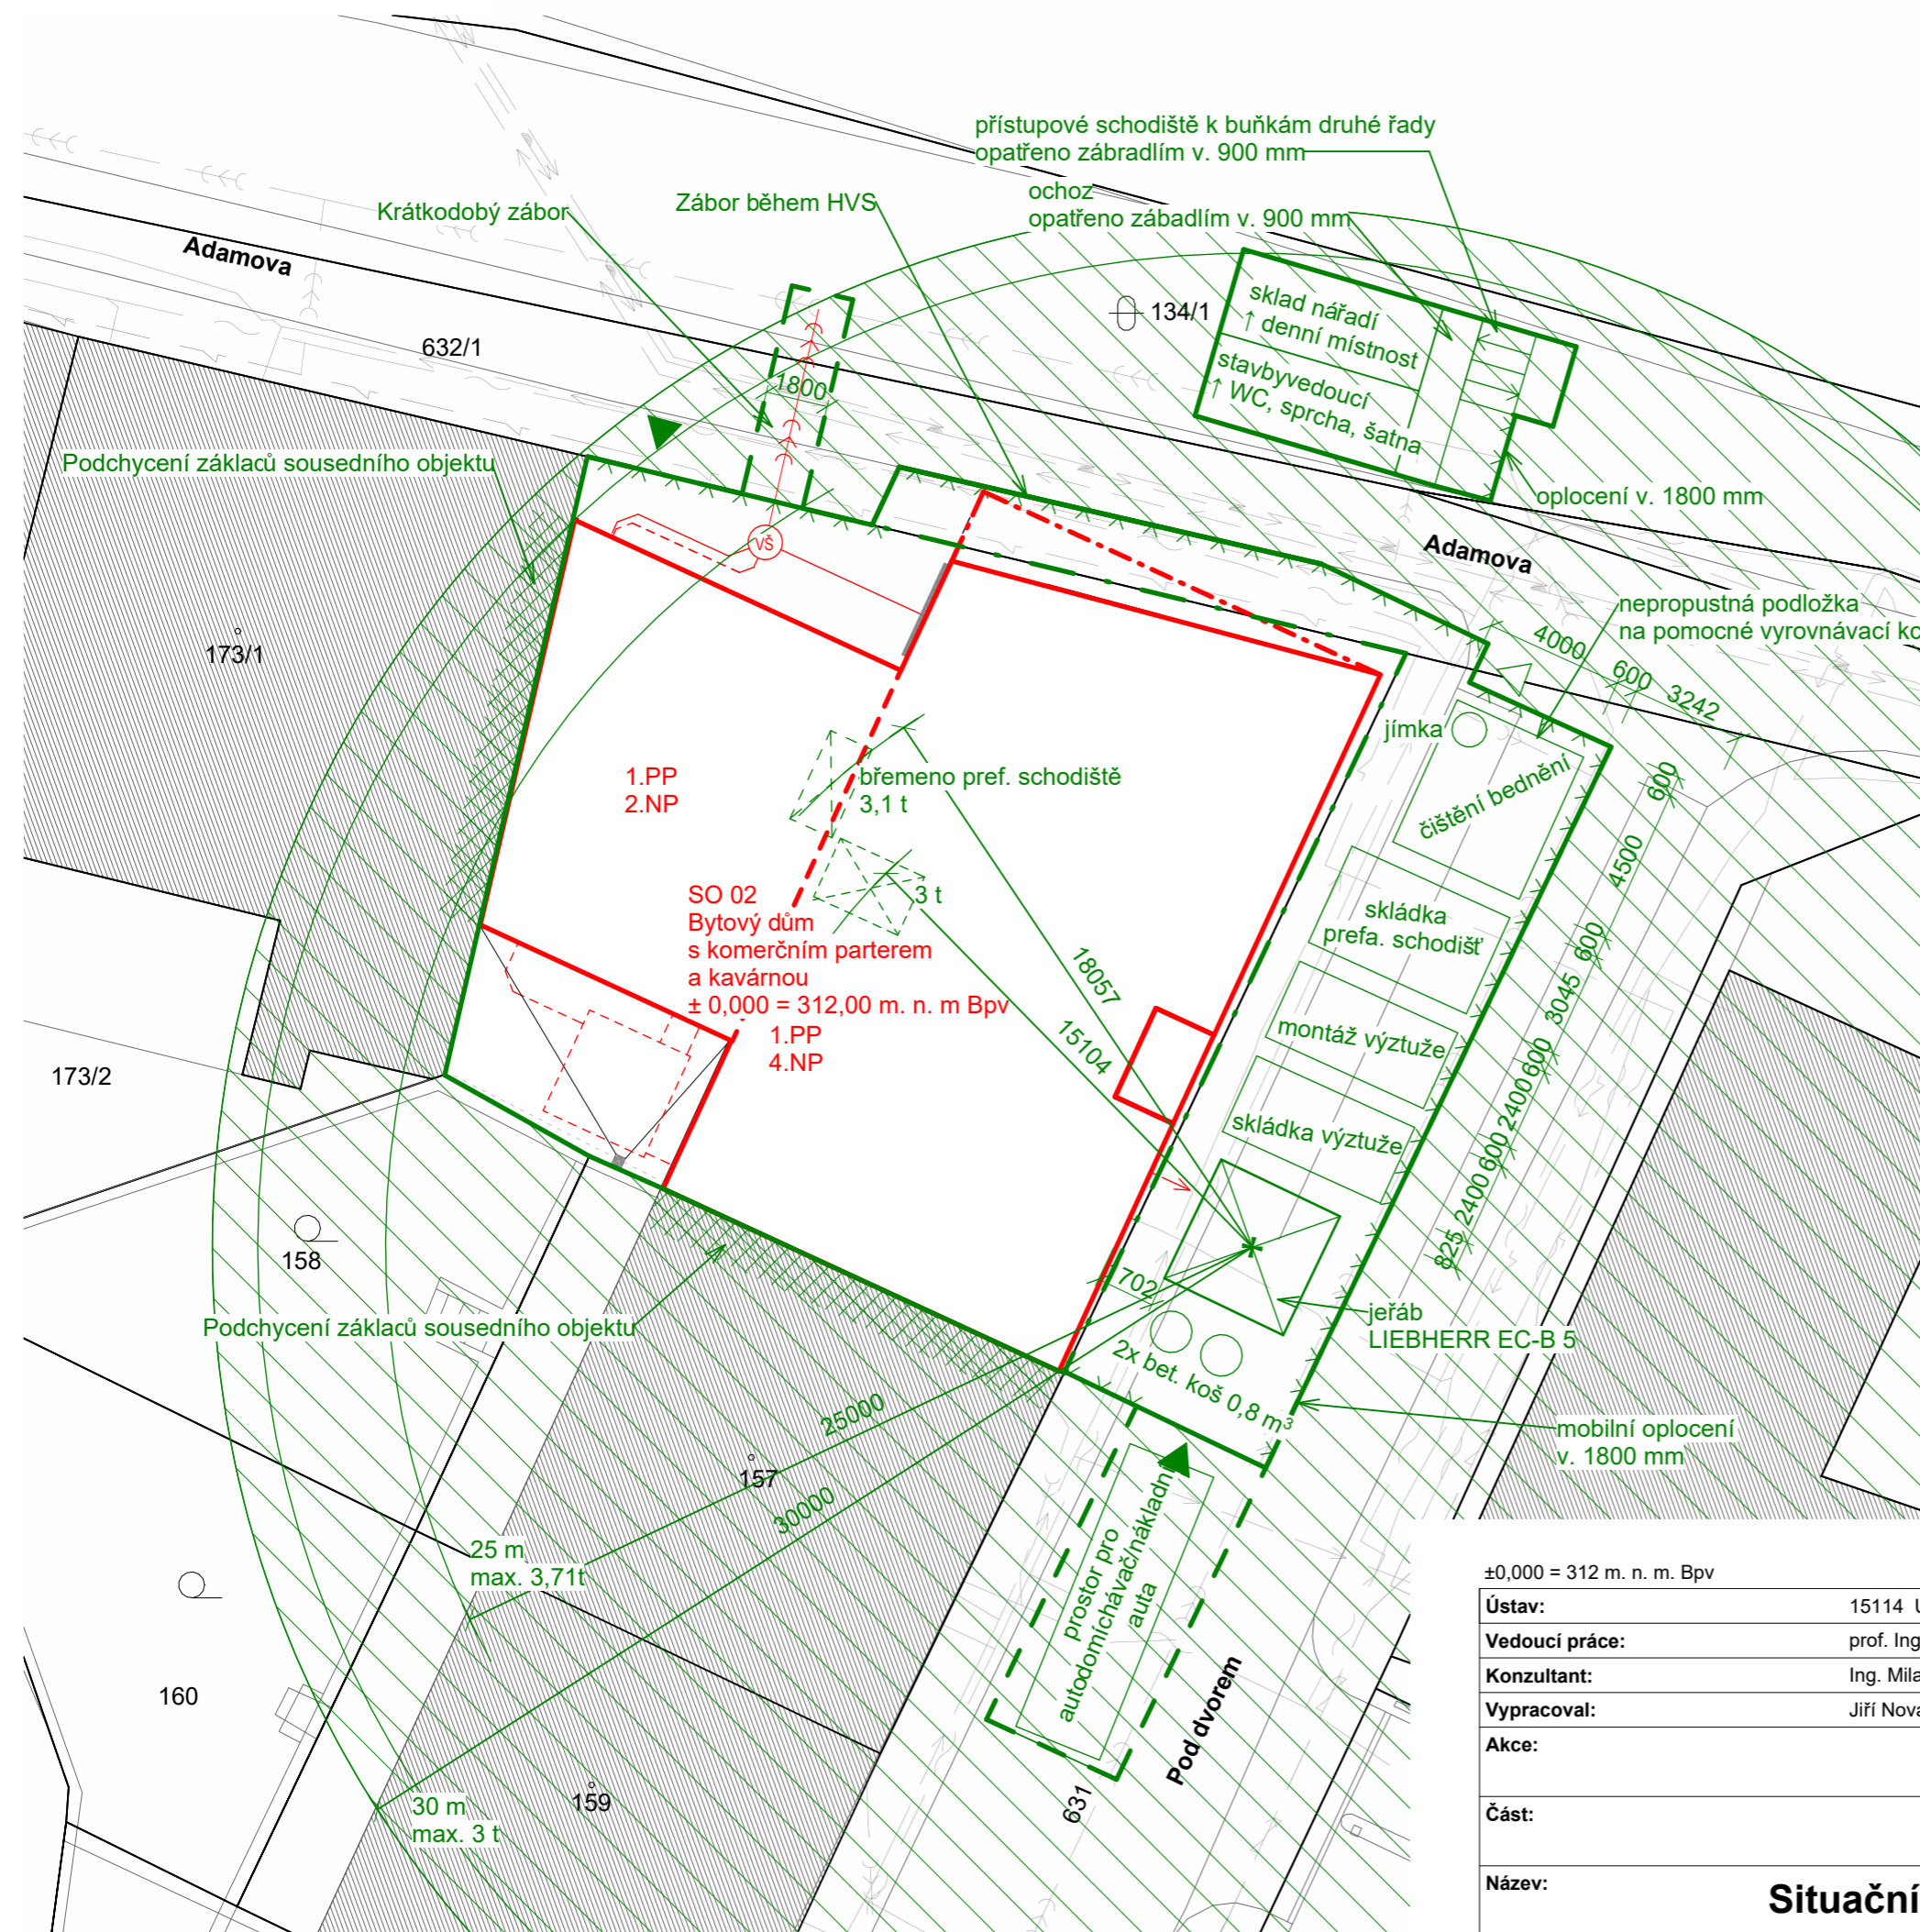 přístupové schodiště k buňkám druhé řady
opatřeno zábradlím v. 900 mm
ochoz
opatřeno zábadlím v. 900 mm
Krátkodobý zábor
Zábor během HVS
Adamova
632/1
134/1
sklad nářadí
↑ denní místnost
stavbyvedoucí
↑ WC, sprcha, šatna
1800
Podchycení základů sousedního objektu
oplocení v. 1800 mm
VŠ
Adamova
nepropustná podložka
na pomocné vyrovnávací
173/1
4000
600
3242
jímka
čištění bednění
600
1.PP
2.NP
břemeno pref. schodiště
3,1 t
4500
SO 02
Bytový dům
s komerčním parterem
a kavárnou
± 0,000 = 312,00 m. n. m Bpv
1.PP
4.NP
3 t
skládka
prefa. schodišť
600
18057
3045
15104
montáž výztuže
600
173/2
2400
skládka výztuže
600
2400
825
158
702
Podchycení základů sousedního objektu
jeřáb
LIEBHERR EC-B 5
2x bet. koš 0,8 m³
25000
mobilní oplocení
v. 1800 mm
157
30000
25 m
max. 3,71t
prostor pro
autodomíchávač/nákladn
auta
±0,000 = 312 m. n. m. Bpv
Ústav: 15114
Vedoucí práce: prof. Ing
Konzultant: Ing.
Vypracoval: Jiří
Akce:
Část:
Název: Situační
160
Pod dvorem
631
159
30 m
max. 3 t